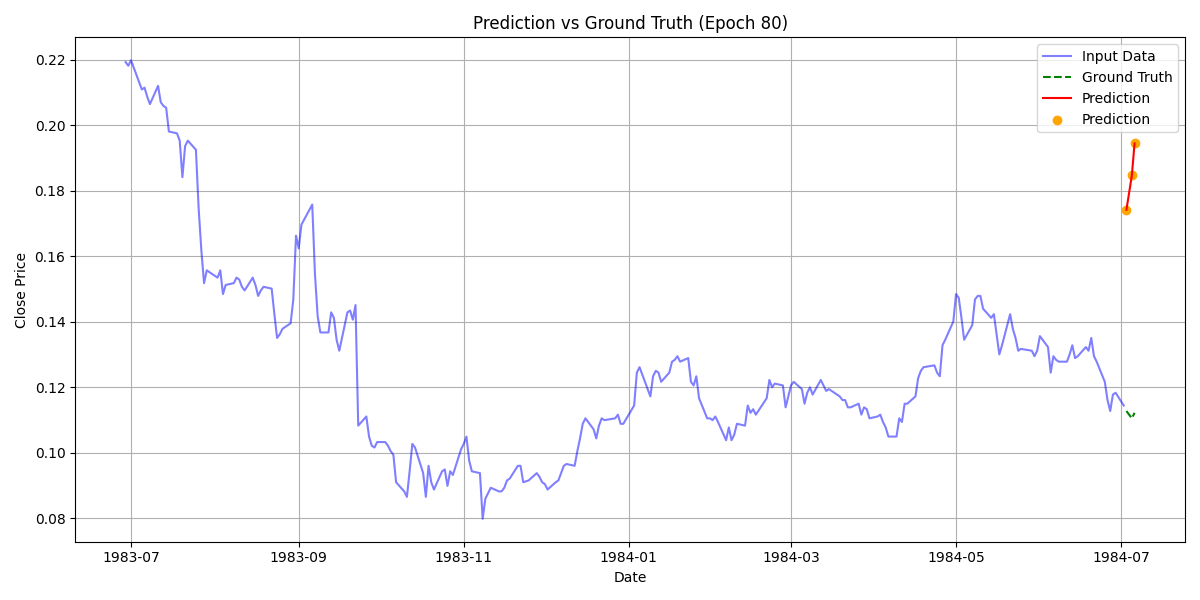 Prediction vs Ground Truth (Epoch 80)
Input Data
Ground Truth
Prediction
Prediction
Close Price
0.22
0.20
0.18
0.16
0.14
0.12
0.10
0.08
1983-07
1983-09
1983-11
1984-01
1984-03
1984-05
1984-07
Date